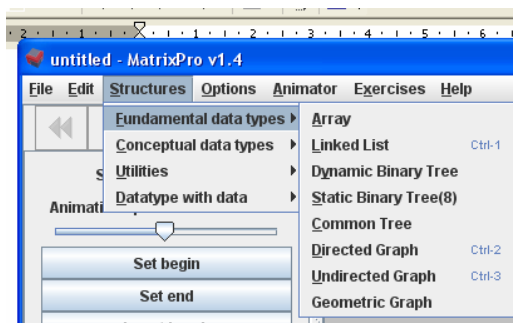 2 · 1 · 1 · 1 · 2 · 3 · 4 · 5 · 6
untitled - MatrixPro v1.4
File Edit Structures Options Animator Exercises Help
Fundamental data types
Conceptual data types
Utilities
Datatype with data
Array
Linked List Ctrl-1
Dynamic Binary Tree
Static Binary Tree(8)
Common Tree
Directed Graph Ctrl-2
Undirected Graph Ctrl-3
Geometric Graph
S
Animati
Set begin
Set end